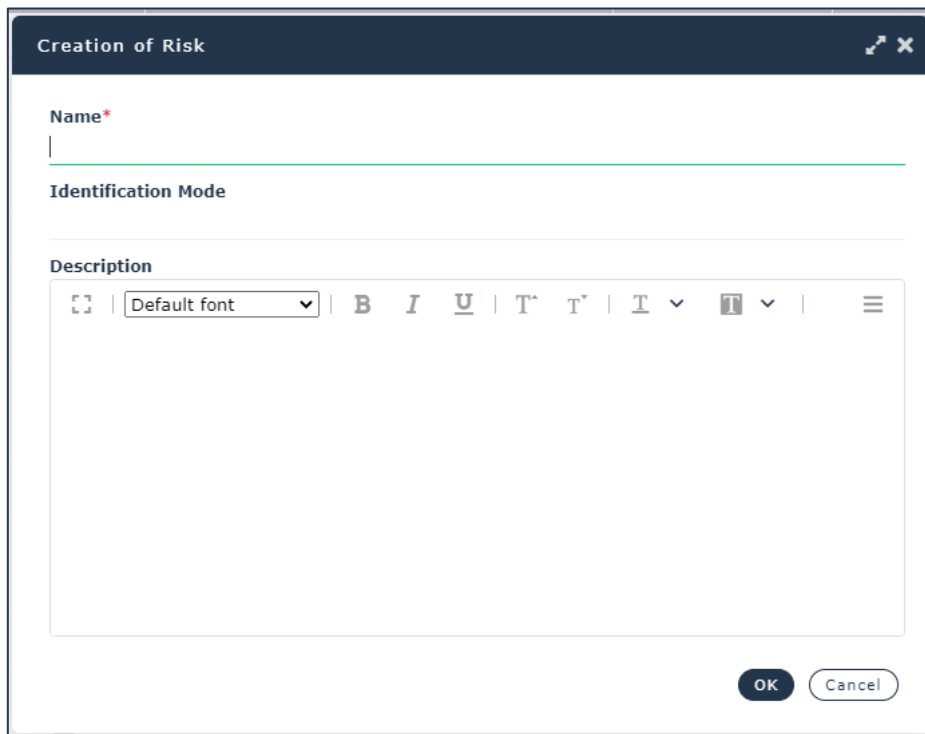 Creation of Risk
Name*
Identification Mode
Description
Default font B I U T T T T
OK Cancel